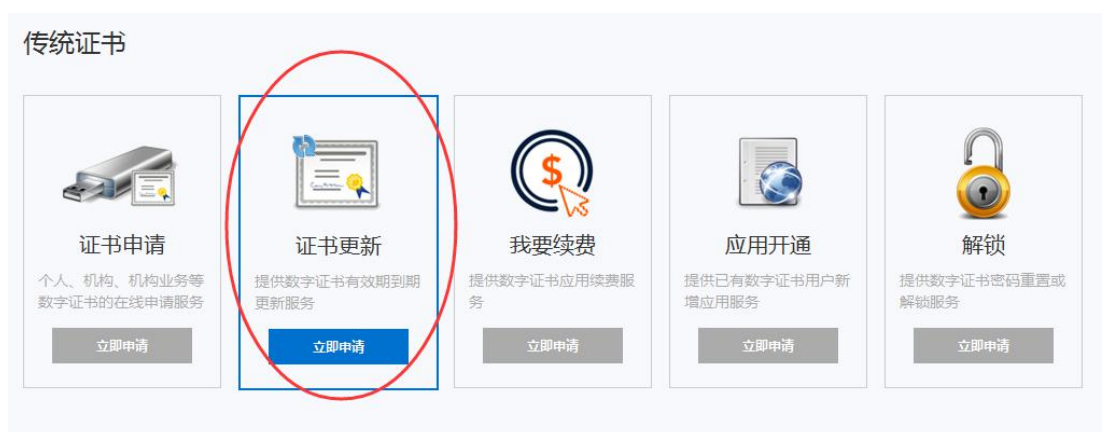 传统证书
证书申请
个人、机构、机构业务等
数字证书的在线申请服务
立即申请
证书更新
提供数字证书有效期到期
更新服务
立即申请
$
我要续费
提供数字证书应用续费服
务
立即申请
应用开通
提供已有数字证书用户新
增应用服务
立即申请
解锁
提供数字证书密码重置或
解锁服务
立即申请